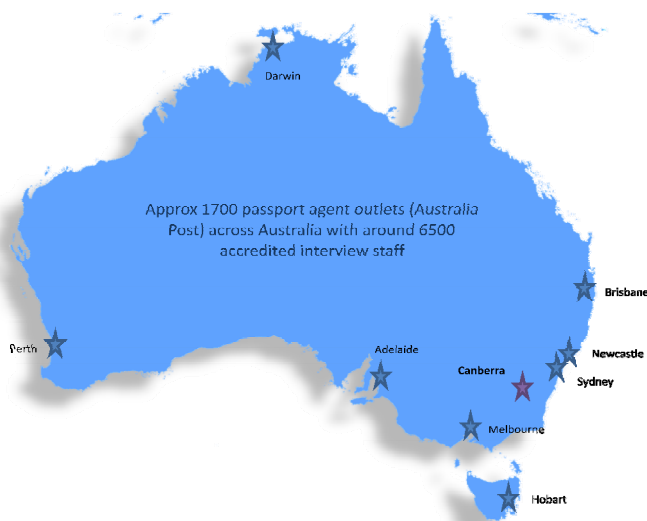 Darwin
Approx 1700 passport agent outlets (Australia
Post) across Australia with around 6500
accredited interview staff
Brisbane
Perth
Adelaide
Newcastle
Canberra
Sydney
Melbourne
Hobart